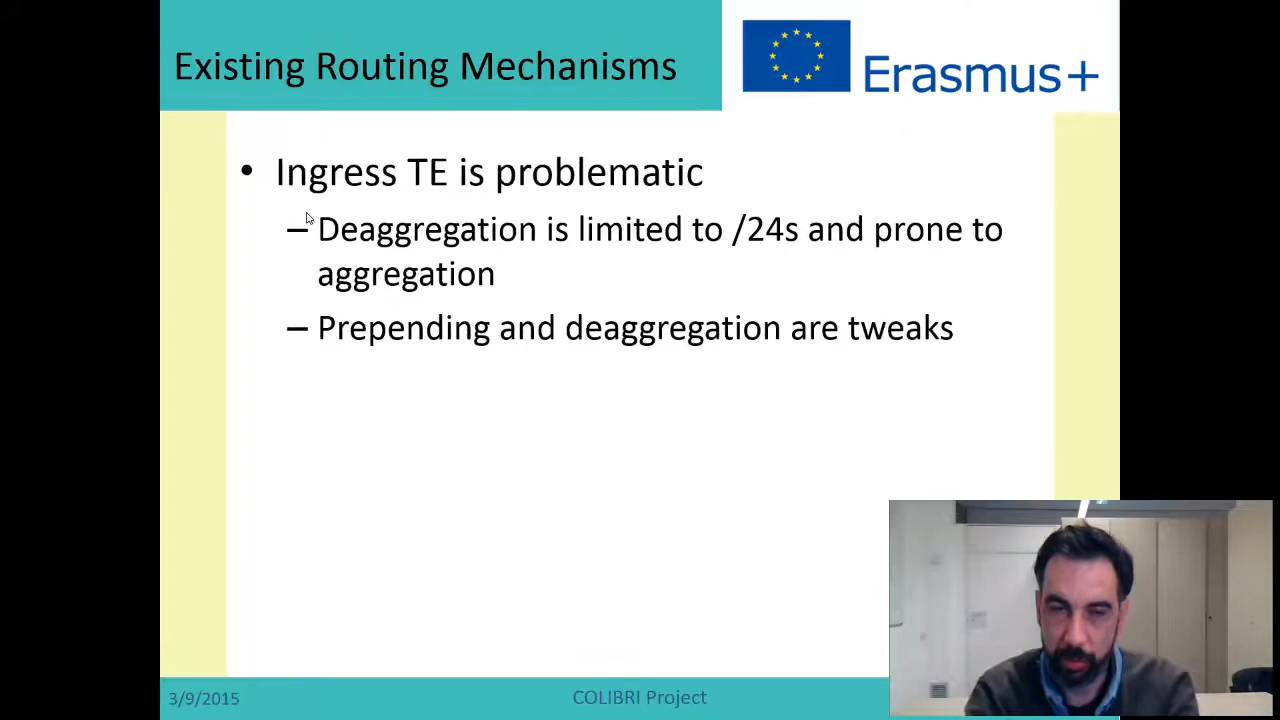 Existing Routing Mechanisms
Erasmus+
• Ingress TE is problematic
– Deaggregation is limited to /24s and prone to
aggregation
– Prepending and deaggregation are tweaks
3/9/2015
COLIBRI Project